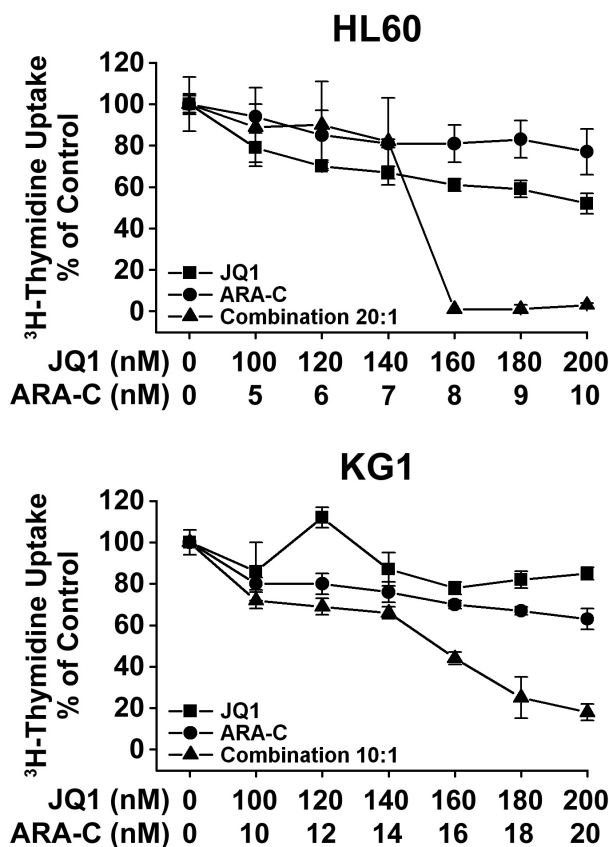 HL60
³H-Thymidine Uptake
% of Control
120
100
80
60
40
20
0
JQ1
ARA-C
Combination 20:1
JQ1 (nM) 0 100 120 140 160 180 200
ARA-C (nM) 0 5 6 7 8 9 10
KG1
³H-Thymidine Uptake
% of Control
120
100
80
60
40
20
0
JQ1
ARA-C
Combination 10:1
JQ1 (nM) 0 100 120 140 160 180 200
ARA-C (nM) 0 10 12 14 16 18 20